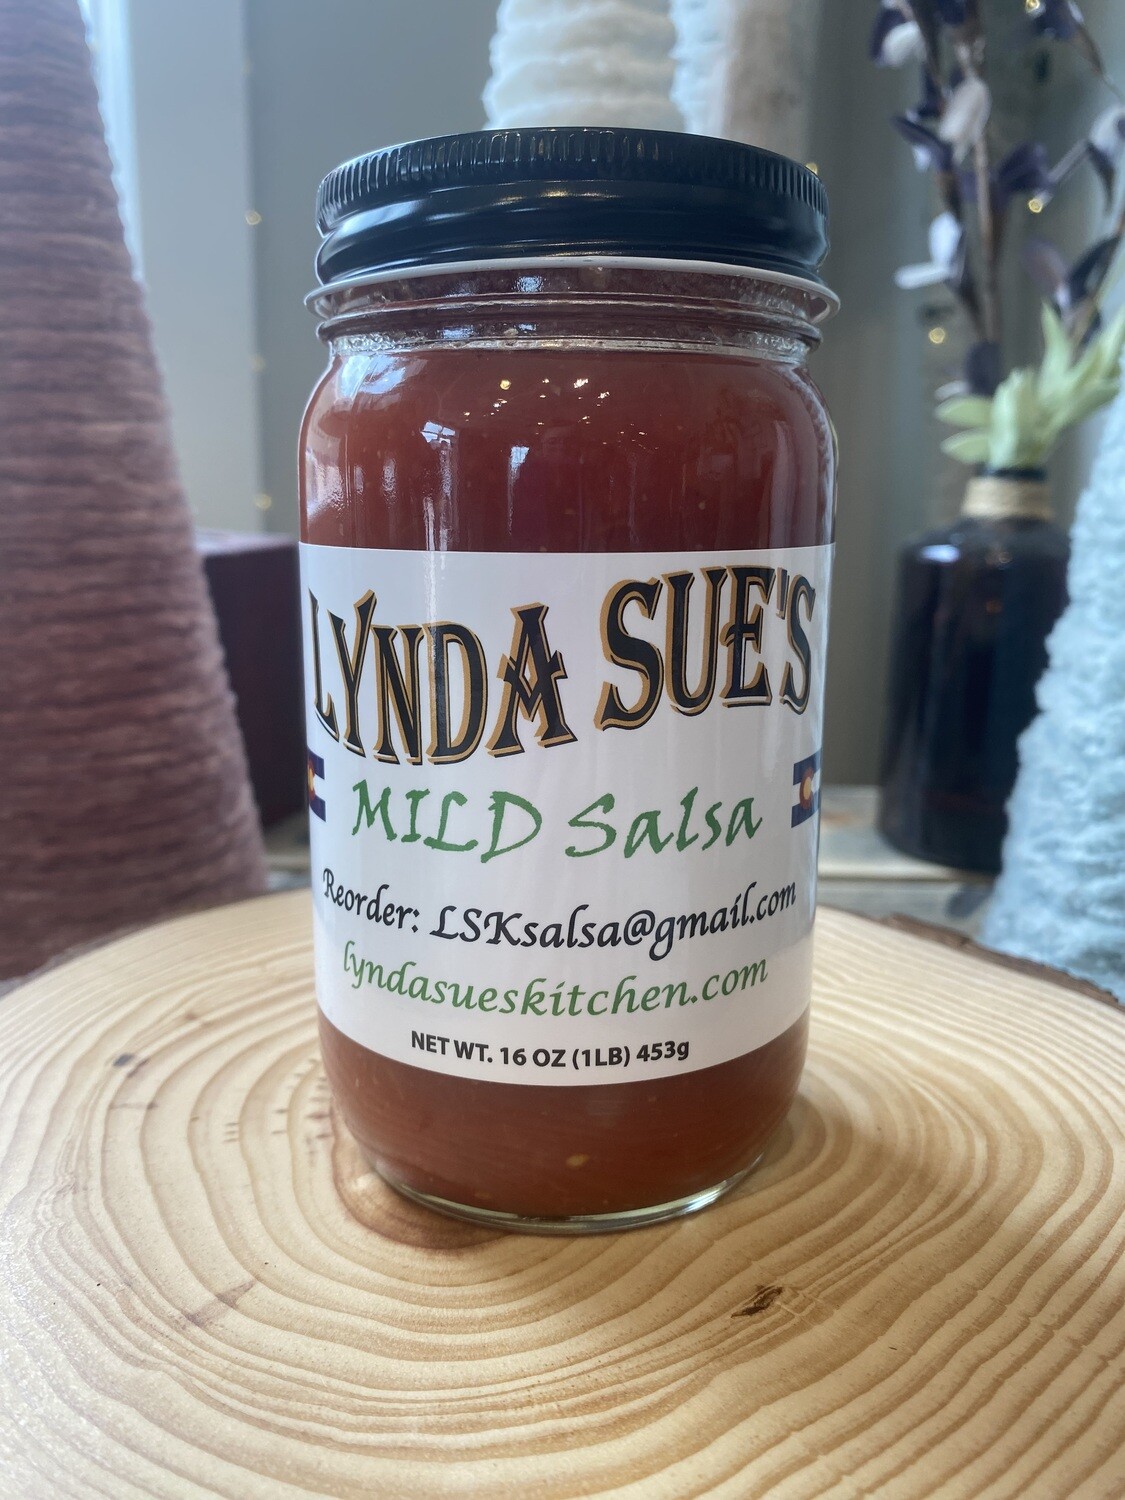 LYNDA SUE'S
MILD Salsa
Reorder: LSKsalsa@gmail.com
lyndasueskitchen.com
NET WT. 16 OZ (1LB) 453g